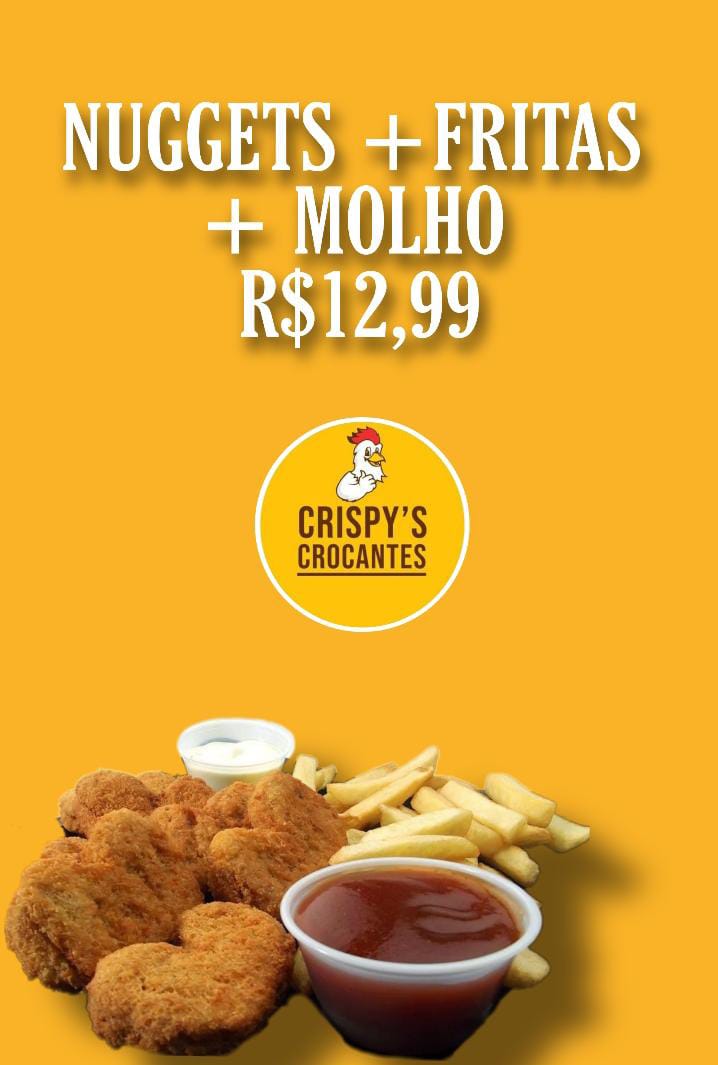 NUGGETS + FRITAS
+ MOLHO
R$12,99
CRISPY'S
CROCANTES